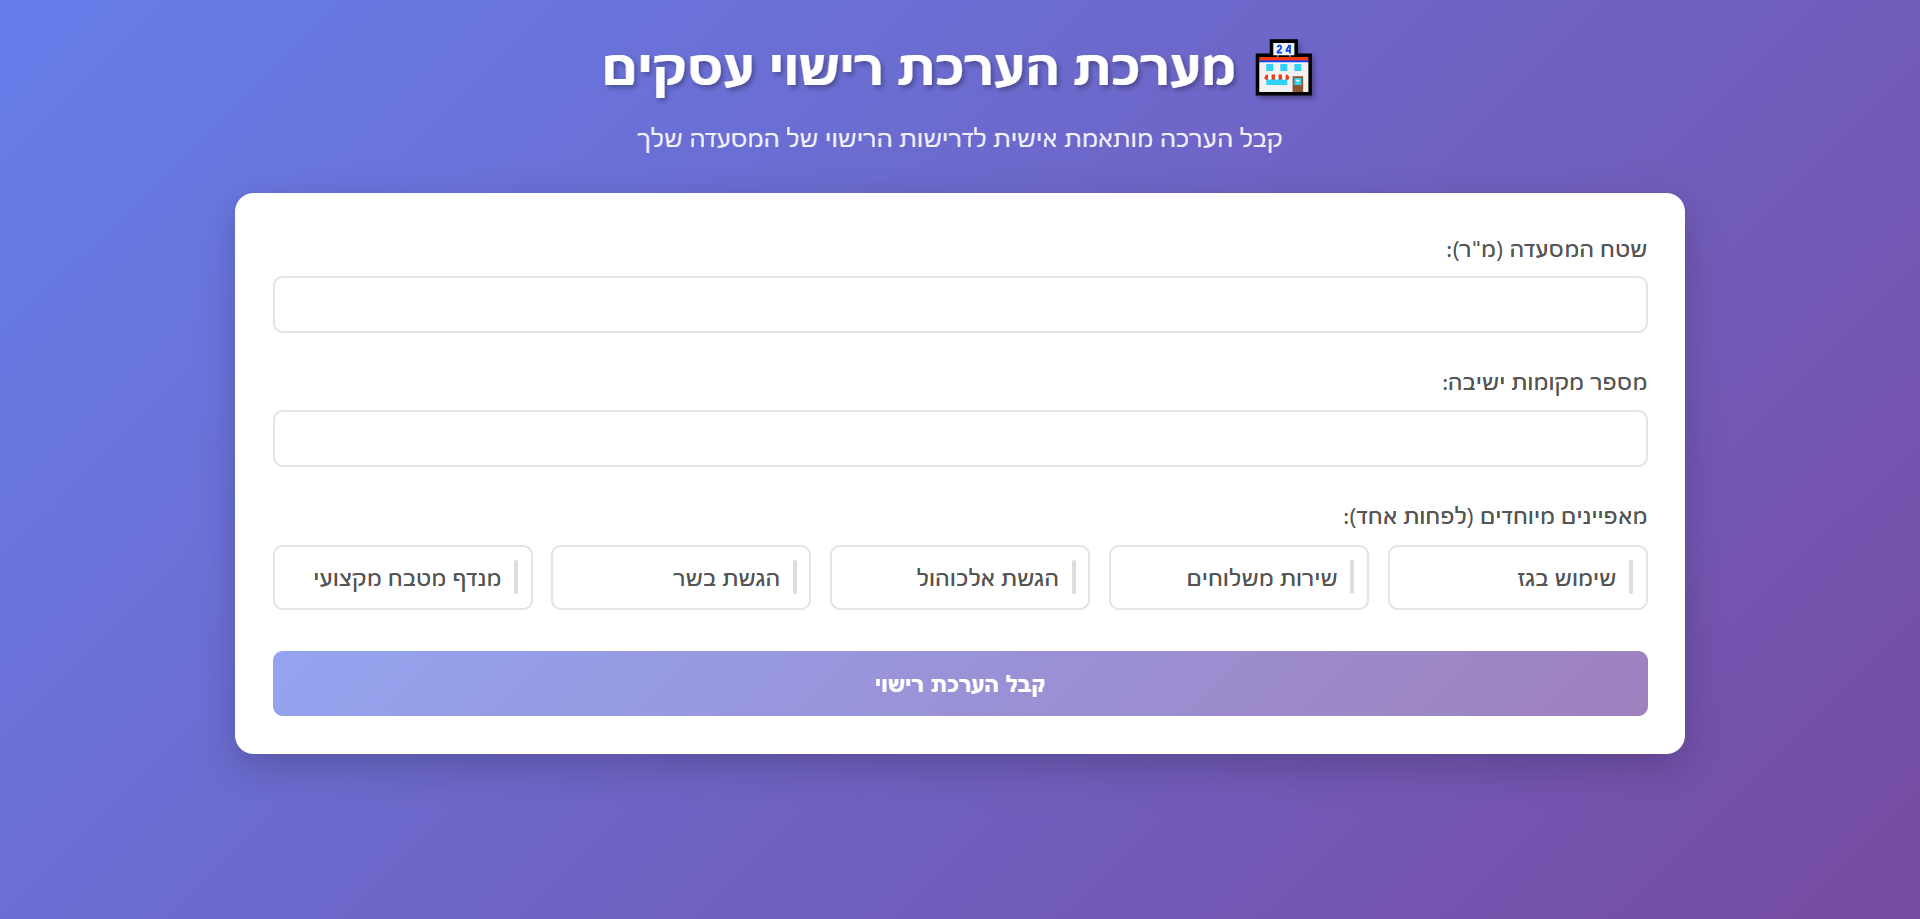 24
מערכת הערכת רישוי עסקים
קבל הערכה מותאמת אישית לדרישות הרישוי של המסעדה שלך
שטח המסעדה (מ"ר):
מספר מקומות ישיבה:
מאפיינים מיוחדים (לפחות אחד):
שימוש בגז
שירות משלוחים
הגשת אלכוהול
הגשת בשר
מנדף מטבח מקצועי
קבל הערכת רישוי